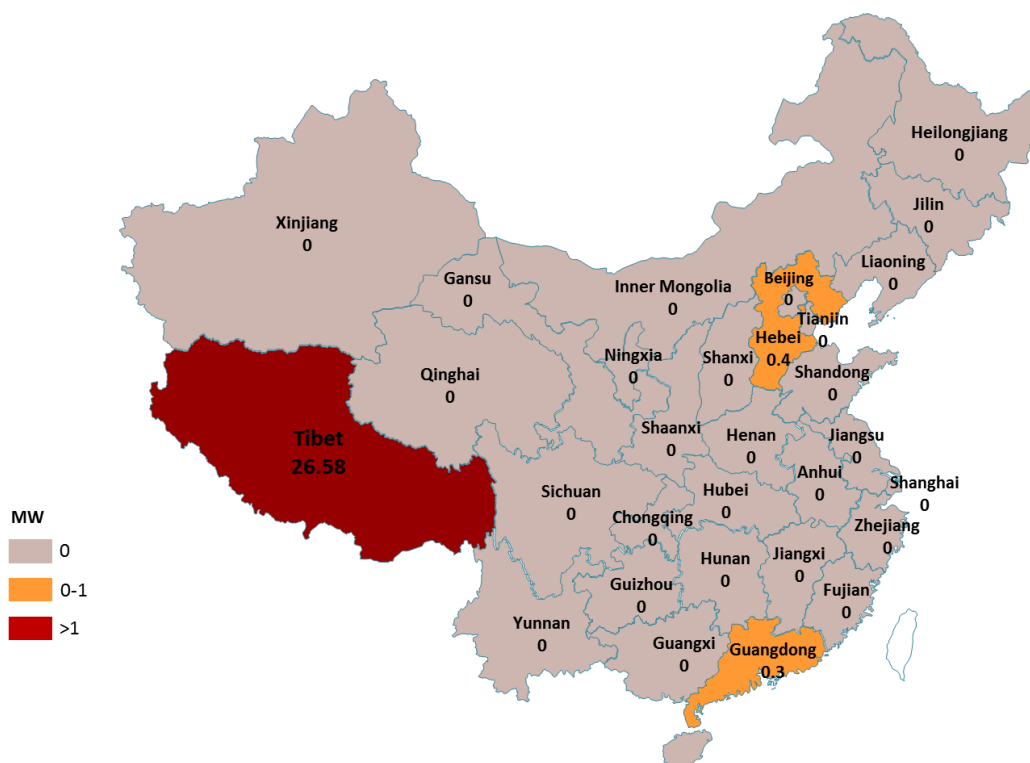 Heilongjiang
0
Jilin
0
Liaoning
0
Xinjiang
0
Gansu
0
Inner Mongolia
0
Beijing
0
Tianjin
0
Hebei
0.4
Ningxia
0
Shanxi
0
Shandong
0
Qinghai
0
Tibet
26.58
Shaanxi
0
Henan
0
Jiangsu
0
Anhui
0
Shanghai
0
Sichuan
0
Hubei
0
Chongqing
0
Zhejiang
0
Hunan
0
Jiangxi
0
Guizhou
0
Fujian
0
Yunnan
0
Guangxi
0
Guangdong
0.3
MW
0
0-1
>1